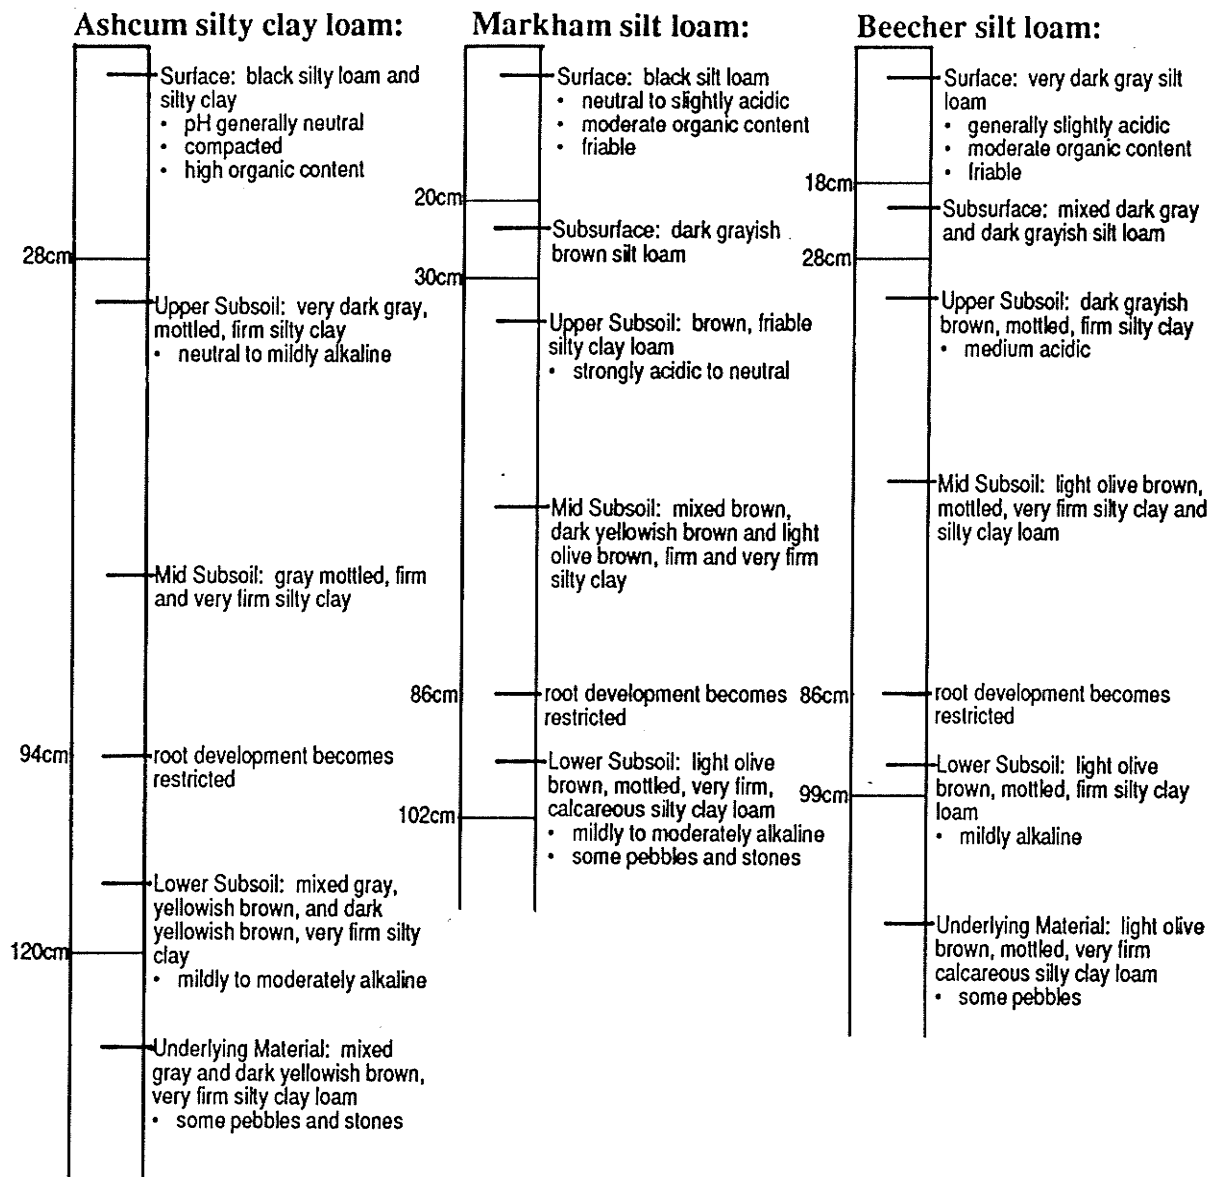 Ashcum silty clay loam:
Surface: black silty loam and
silty clay
• pH generally neutral
• compacted
• high organic content
28cm
Upper Subsoil: very dark gray,
mottled, firm silty clay
• neutral to mildly alkaline
Mid Subsoil: gray mottled, firm
and very firm silty clay
94cm
root development becomes
restricted
Lower Subsoil: mixed gray,
yellowish brown, and dark
yellowish brown, very firm silty
clay
120cm
• mildly to moderately alkaline
Underlying Material: mixed
gray and dark yellowish brown,
very firm silty clay loam
• some pebbles and stones
Markham silt loam:
Surface: black silt loam
• neutral to slightly acidic
• moderate organic content
• friable
20cm
Subsurface: dark grayish
brown silt loam
30cm
Upper Subsoil: brown, friable
silty clay loam
• strongly acidic to neutral
Mid Subsoil: mixed brown,
dark yellowish brown and light
olive brown, firm and very firm
silty clay
86cm
root development becomes
restricted
Lower Subsoil: light olive
brown, mottled, very firm,
calcareous silty clay loam
102cm
• mildly to moderately alkaline
• some pebbles and stones
Beecher silt loam:
Surface: very dark gray silt
loam
• generally slightly acidic
• moderate organic content
• friable
18cm
Subsurface: mixed dark gray
and dark grayish silt loam
28cm
Upper Subsoil: dark grayish
brown, mottled, firm silty clay
• medium acidic
Mid Subsoil: light olive brown,
mottled, very firm silty clay and
silty clay loam
86cm
root development becomes
restricted
Lower Subsoil: light olive
brown, mottled, firm silty clay
loam
99cm
• mildly alkaline
Underlying Material: light olive
brown, mottled, very firm
calcareous silty clay loam
• some pebbles